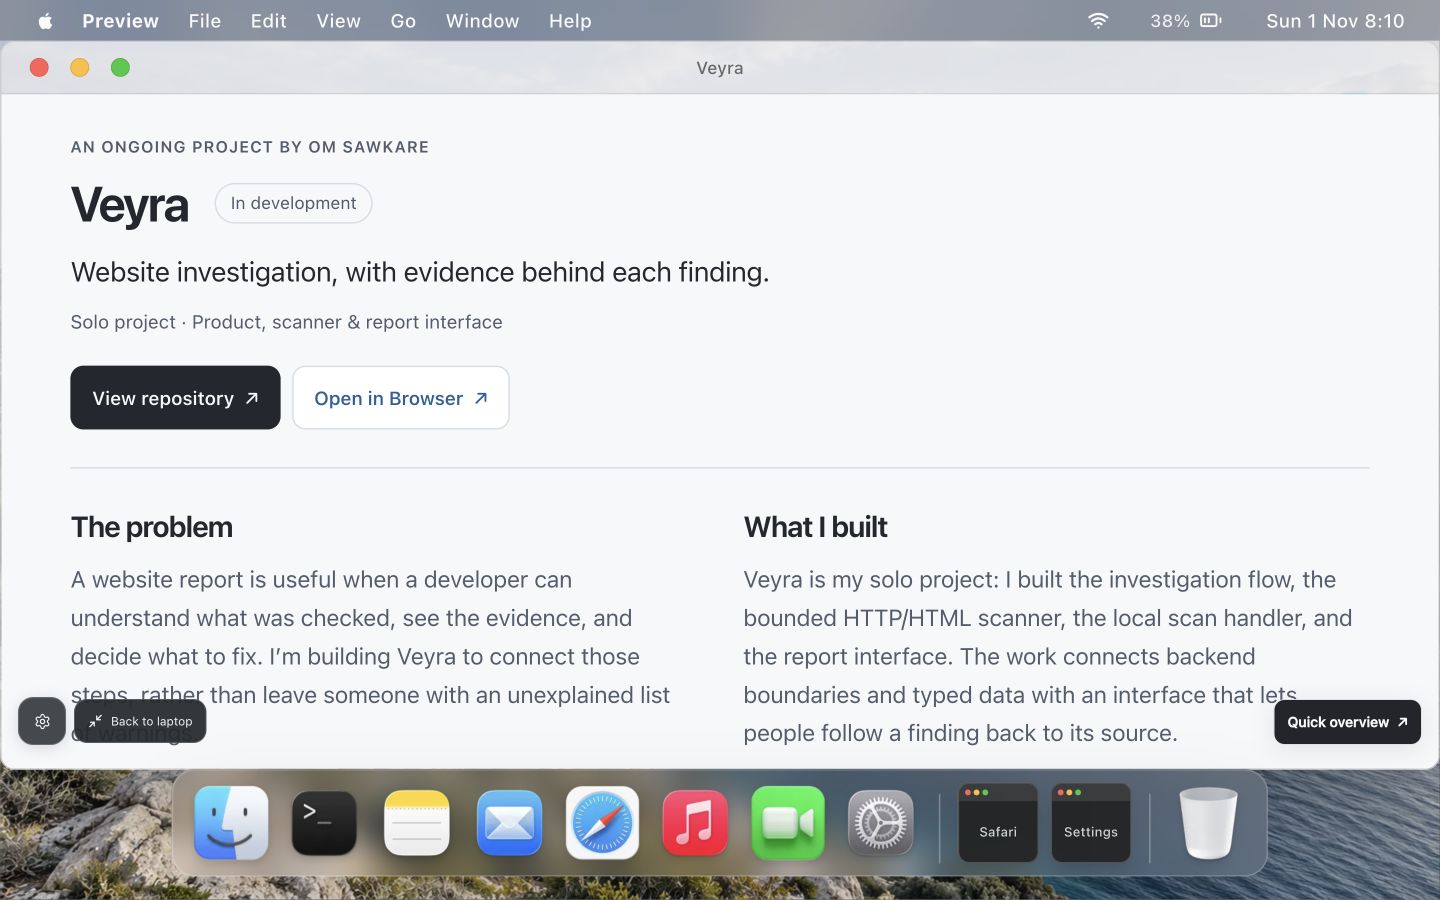 Preview File Edit View Go Window Help 38% Sun 1 Nov 8:10
Veyra
AN ONGOING PROJECT BY OM SAWKARE
Veyra In development
Website investigation, with evidence behind each finding.
Solo project · Product, scanner & report interface
View repository ↗ Open in Browser ↗
The problem
A website report is useful when a developer can
understand what was checked, see the evidence, and
decide what to fix. I’m building Veyra to connect those
steps, rather than leave someone with an unexplained list
of warnings.
What I built
Veyra is my solo project: I built the investigation flow, the
bounded HTTP/HTML scanner, the local scan handler, and
the report interface. The work connects backend
boundaries and typed data with an interface that lets
people follow a finding back to its source.
Back to laptop
Quick overview ↗
>_
Safari
Settings